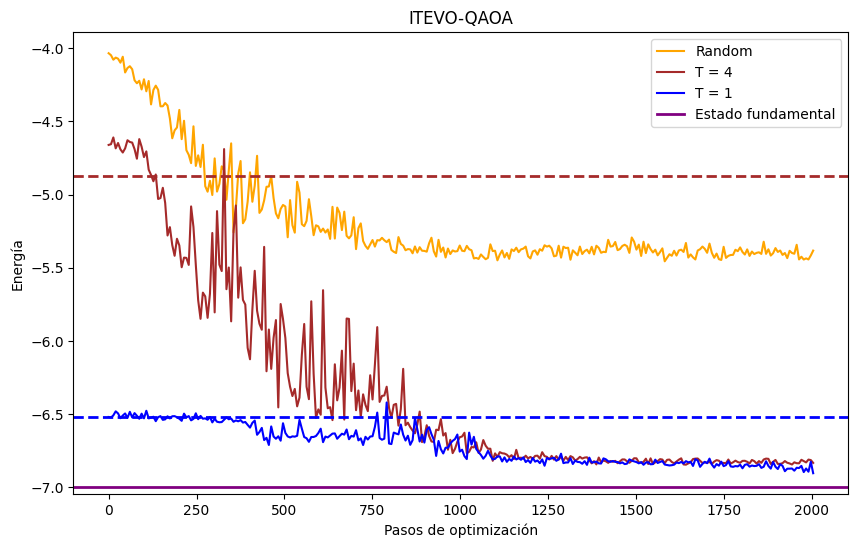 ITEVO-QAOA
Random
T = 4
T = 1
Estado fundamental
Energía
−4.0
−4.5
−5.0
−5.5
−6.0
−6.5
−7.0
0 250 500 750 1000 1250 1500 1750 2000
Pasos de optimización